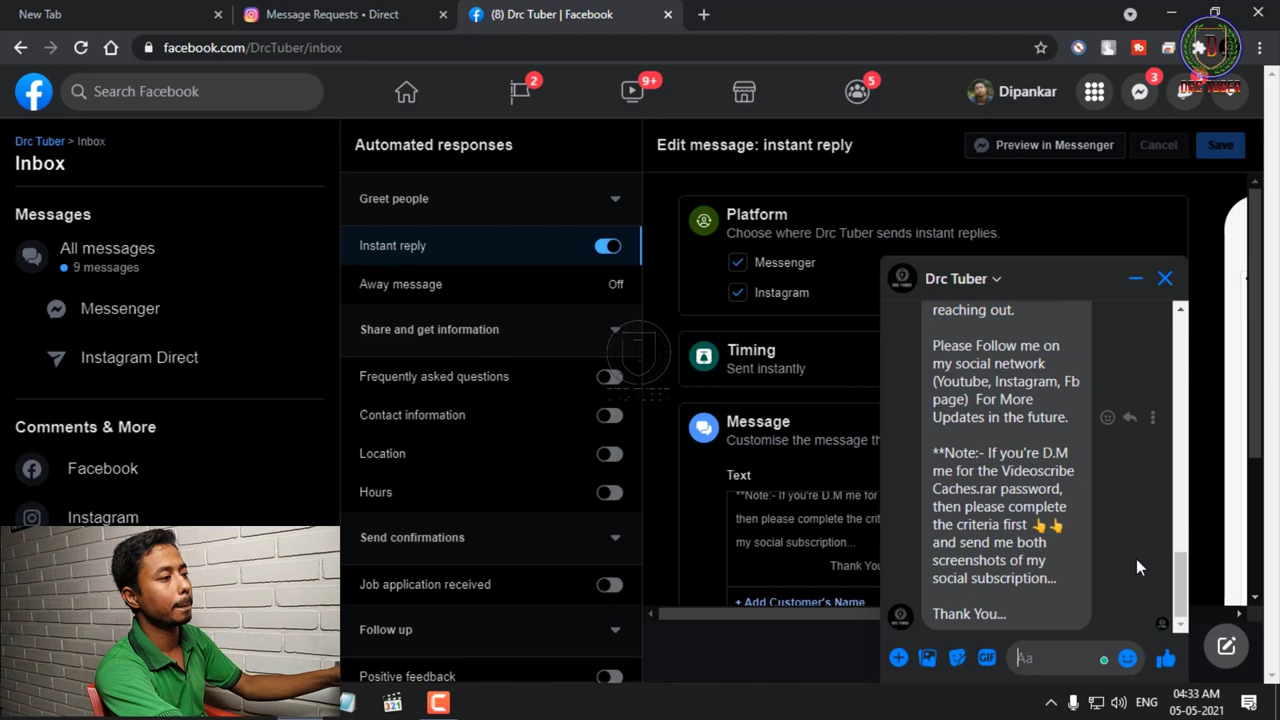 New Tab
Message Requests • Direct
(8) Drc Tuber | Facebook
facebook.com/DrcTuber/inbox
Search Facebook
2
9+
5
Dipankar
3
DRC TUBER
Drc Tuber > Inbox
Inbox
Messages
All messages
9 messages
Messenger
Instagram Direct
Comments & More
Facebook
Instagram
Automated responses
Greet people
Instant reply
Away message
Off
Share and get information
Frequently asked questions
Contact information
Location
Hours
Send confirmations
Job application received
Follow up
Positive feedback
Edit message: instant reply
Preview in Messenger
Cancel
Save
Platform
Choose where Drc Tuber sends instant replies.
Messenger
Instagram
Timing
Sent instantly
Message
Customise the message th
Text
**Note:- If you're D.M me for
then please complete the crit
my social subscription...
Thank You
+ Add Customer's Name
Drc Tuber
reaching out.
Please Follow me on
my social network
(Youtube, Instagram, Fb
page)  For More
Updates in the future.
**Note:- If you're D.M
me for the Videoscribe
Caches.rar password,
then please complete
the criteria first 👆👆
and send me both
screenshots of my
social subscription...
Thank You...
GIF
Aa
321
ENG
04:33 AM
05-05-2021